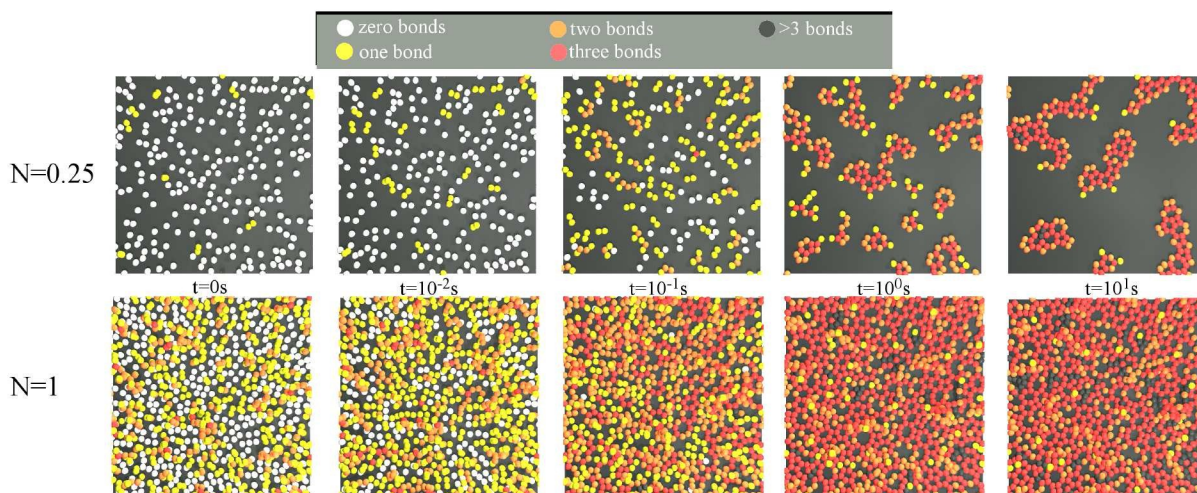 zero bonds two bonds >3 bonds
one bond three bonds
N=0.25
t=0s t=10⁻²s t=10⁻¹s t=10⁰s t=10¹s
N=1